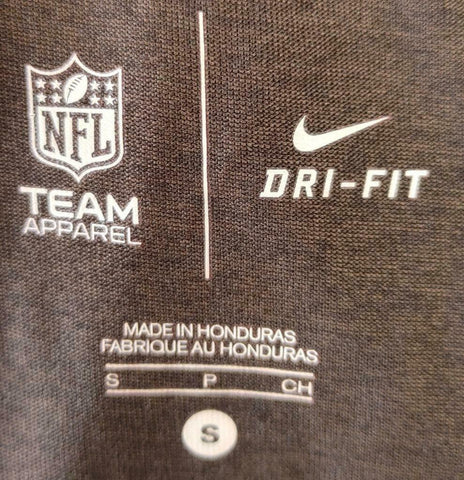 NFL
TEAM
APPAREL
DRI-FIT
MADE IN HONDURAS
FABRIQUE AU HONDURAS
S P CH
S